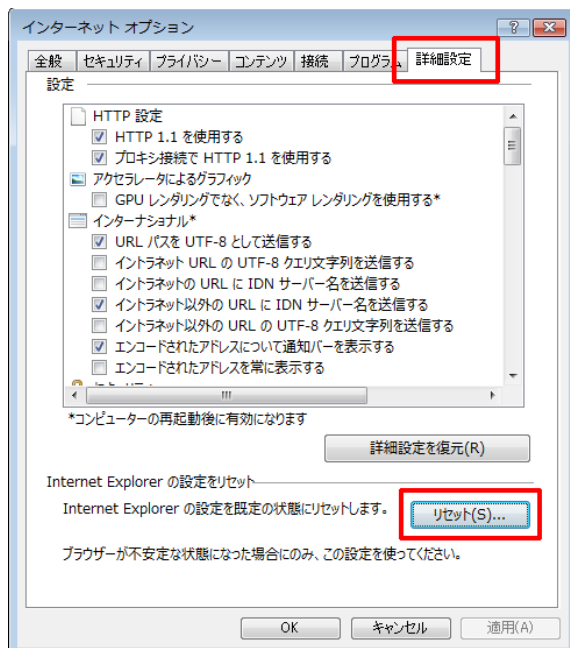 インターネット オプション
全般 セキュリティ プライバシー コンテンツ 接続 プログラム 詳細設定
設定
HTTP 設定
HTTP 1.1 を使用する
プロキシ接続で HTTP 1.1 を使用する
アクセラレータによるグラフィック
GPU レンダリングでなく、ソフトウェア レンダリングを使用する*
インターナショナル*
URL パスを UTF-8 として送信する
イントラネット URL の UTF-8 クエリ文字列を送信する
イントラネットの URL に IDN サーバー名を送信する
イントラネット以外の URL に IDN サーバー名を送信する
イントラネット以外の URL の UTF-8 クエリ文字列を送信する
エンコードされたアドレスについて通知バーを表示する
エンコードされたアドレスを常に表示する
*コンピューターの再起動後に有効になります
詳細設定を復元(R)
Internet Explorer の設定をリセット
Internet Explorer の設定を既定の状態にリセットします。
リセット(S)...
ブラウザーが不安定な状態になった場合にのみ、この設定を使ってください。
OK キャンセル 適用(A)